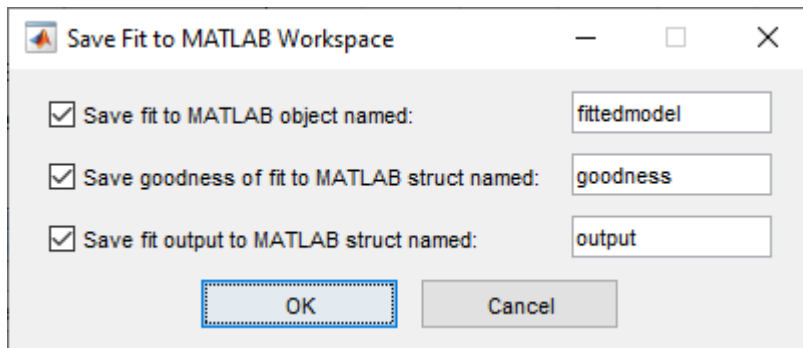 Save Fit to MATLAB Workspace
Save fit to MATLAB object named: fittedmodel
Save goodness of fit to MATLAB struct named: goodness
Save fit output to MATLAB struct named: output
OK Cancel